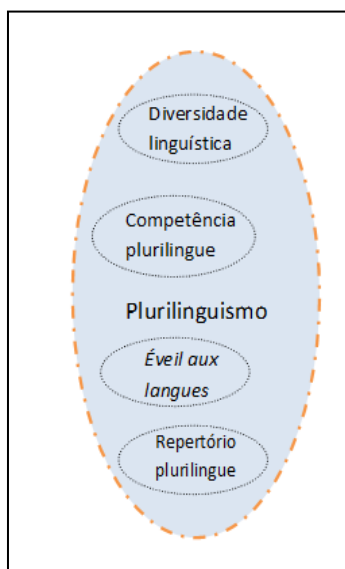 Diversidade
linguística
Competência
plurilingue
Plurilinguismo
Éveil aux
langues
Repertório
plurilingue